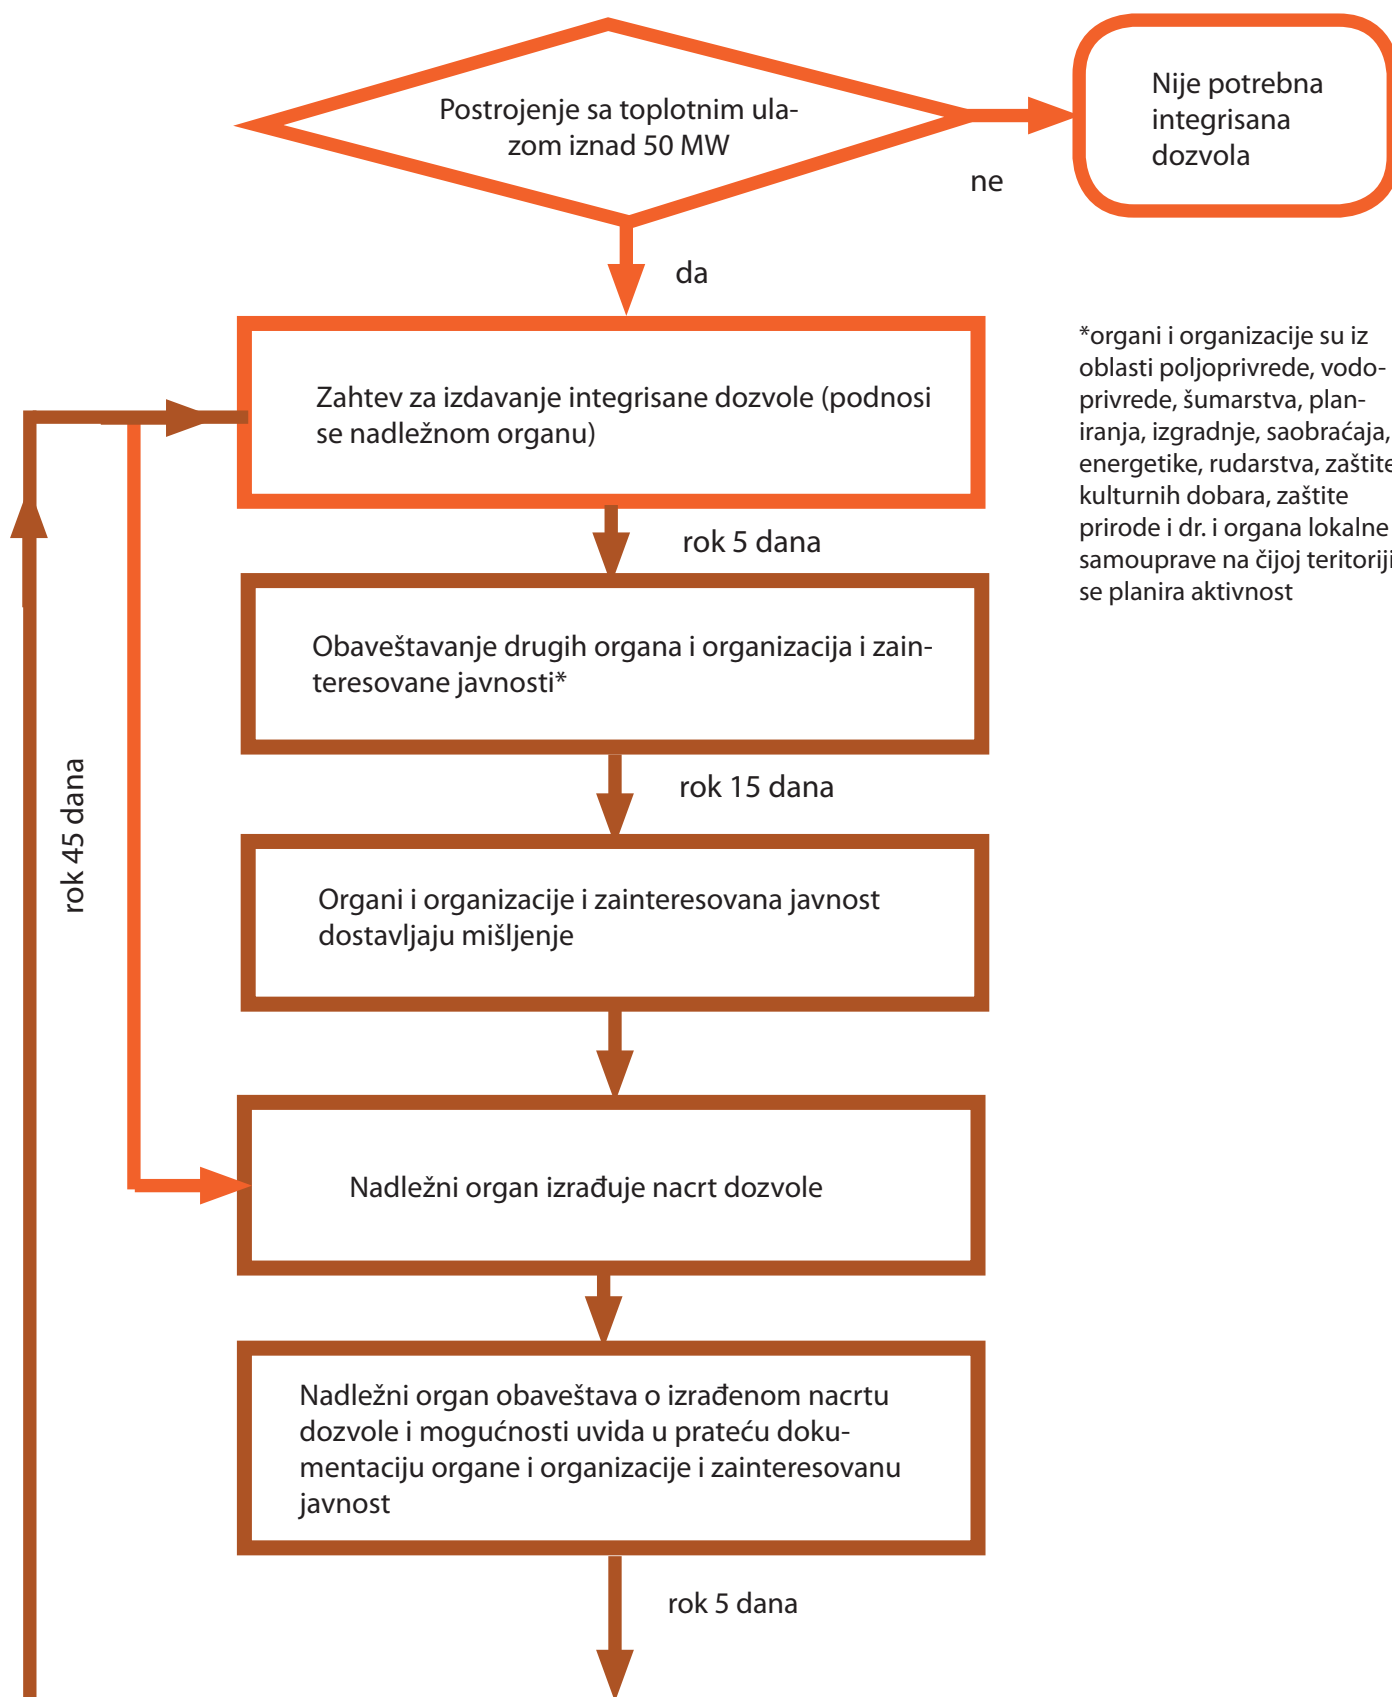 Postrojenje sa toplotnim ula-
zom iznad 50 MW
Nije potrebna
integrisana
dozvola
ne
da
*organi i organizacije su iz
oblasti poljoprivrede, vodo-
privrede, šumarstva, plan-
iranja, izgradnje, saobraćaja,
energetike, rudarstva, zaštite
kulturnih dobara, zaštite
prirode i dr. i organa lokalne
samouprave na čijoj teritoriji
se planira aktivnost
Zahtev za izdavanje integrisane dozvole (podnosi
se nadležnom organu)
rok 5 dana
Obaveštavanje drugih organa i organizacija i zain-
teresovane javnosti*
rok 15 dana
rok 45 dana
Organi i organizacije i zainteresovana javnost
dostavljaju mišljenje
Nadležni organ izrađuje nacrt dozvole
Nadležni organ obaveštava o izrađenom nacrtu
dozvole i mogućnosti uvida u prateću doku-
mentaciju organe i organizacije i zainteresovanu
javnost
rok 5 dana